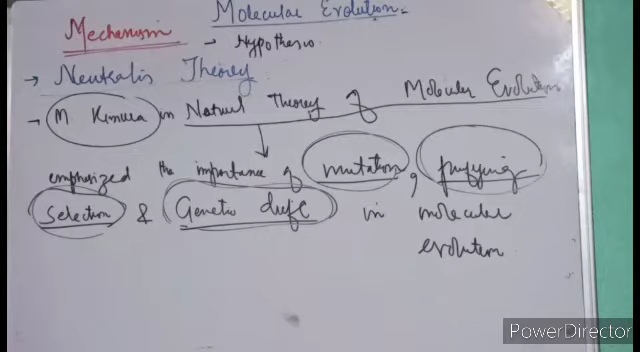 Molecular Evolution
Mechanism → Hypothesis
→ Neutralis Theory
→ M Kimura in Natural Theory of Molecular Evolution
emphasized the importance of mutation, purifying
Selection & Genetic drift in molecular
evolution
PowerDirector